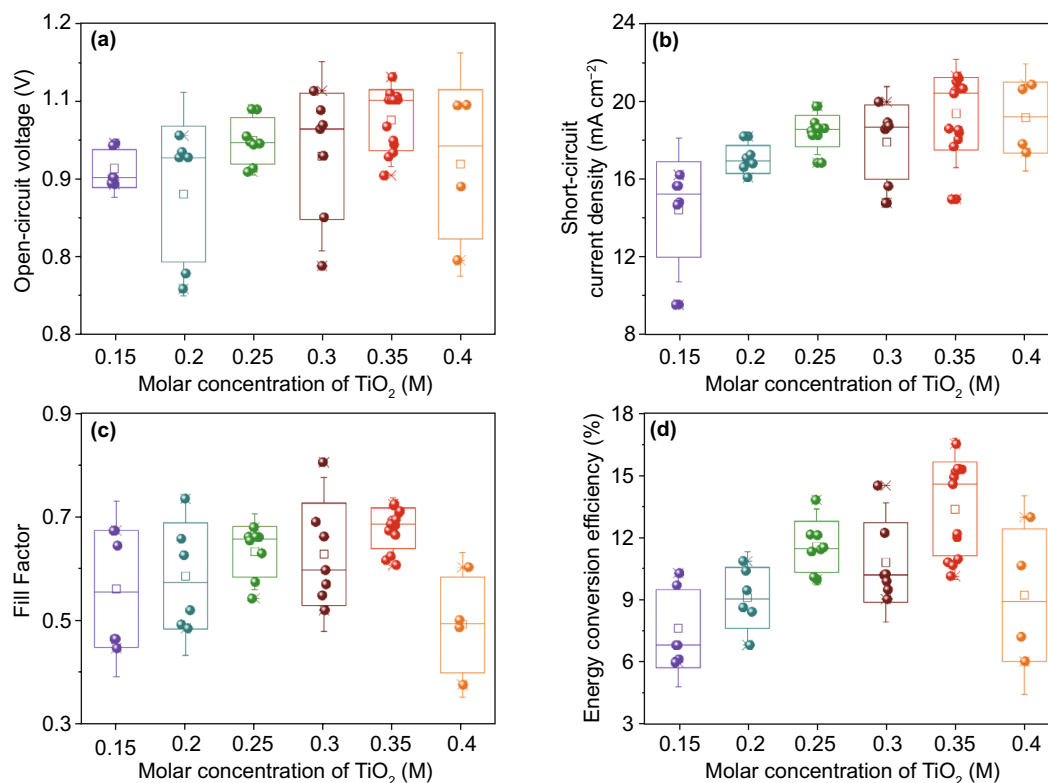 (a)
Open-circuit voltage (V)
1.2
1.1
0.9
0.8
0.8
0.15 0.2 0.25 0.3 0.35 0.4
Molar concentration of TiO₂ (M)
(b)
Short-circuit
current density (mA cm⁻²)
24
20
16
12
8
0.15 0.2 0.25 0.3 0.35 0.4
Molar concentration of TiO₂ (M)
(c)
Fill Factor
0.9
0.7
0.5
0.3
0.15 0.2 0.25 0.3 0.35 0.4
Molar concentration of TiO₂ (M)
(d)
Energy conversion efficiency (%)
18
15
12
9
6
3
0.15 0.2 0.25 0.3 0.35 0.4
Molar concentration of TiO₂ (M)